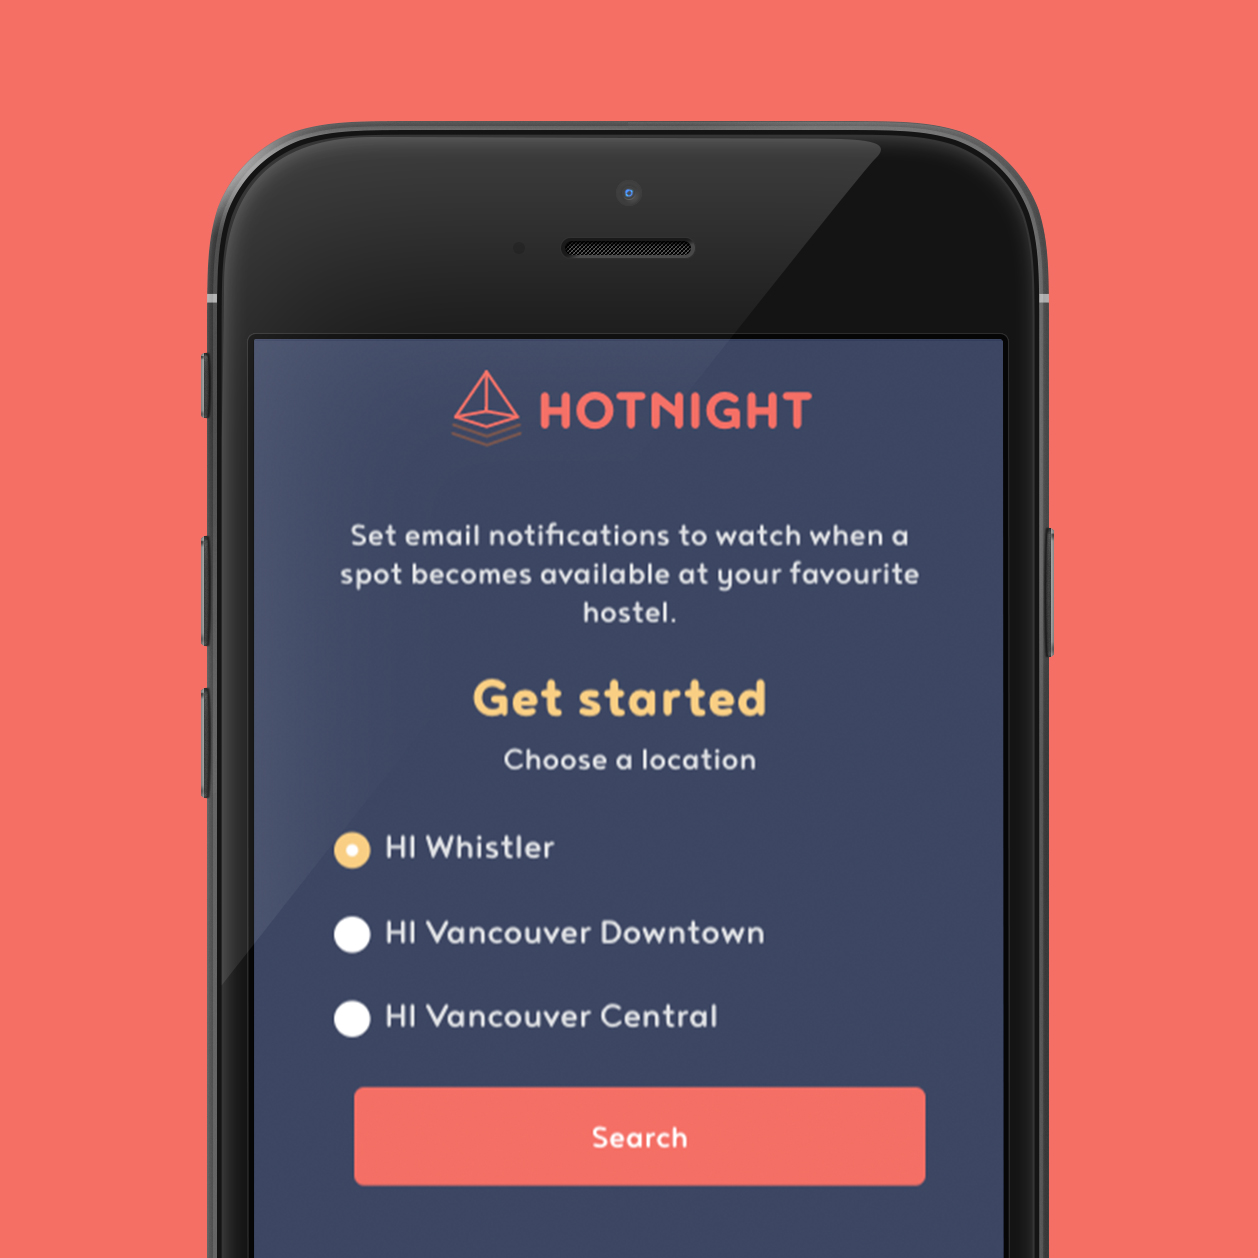 HOTNIGHT
Set email notifications to watch when a
spot becomes available at your favourite
hostel.
Get started
Choose a location
HI Whistler
HI Vancouver Downtown
HI Vancouver Central
Search